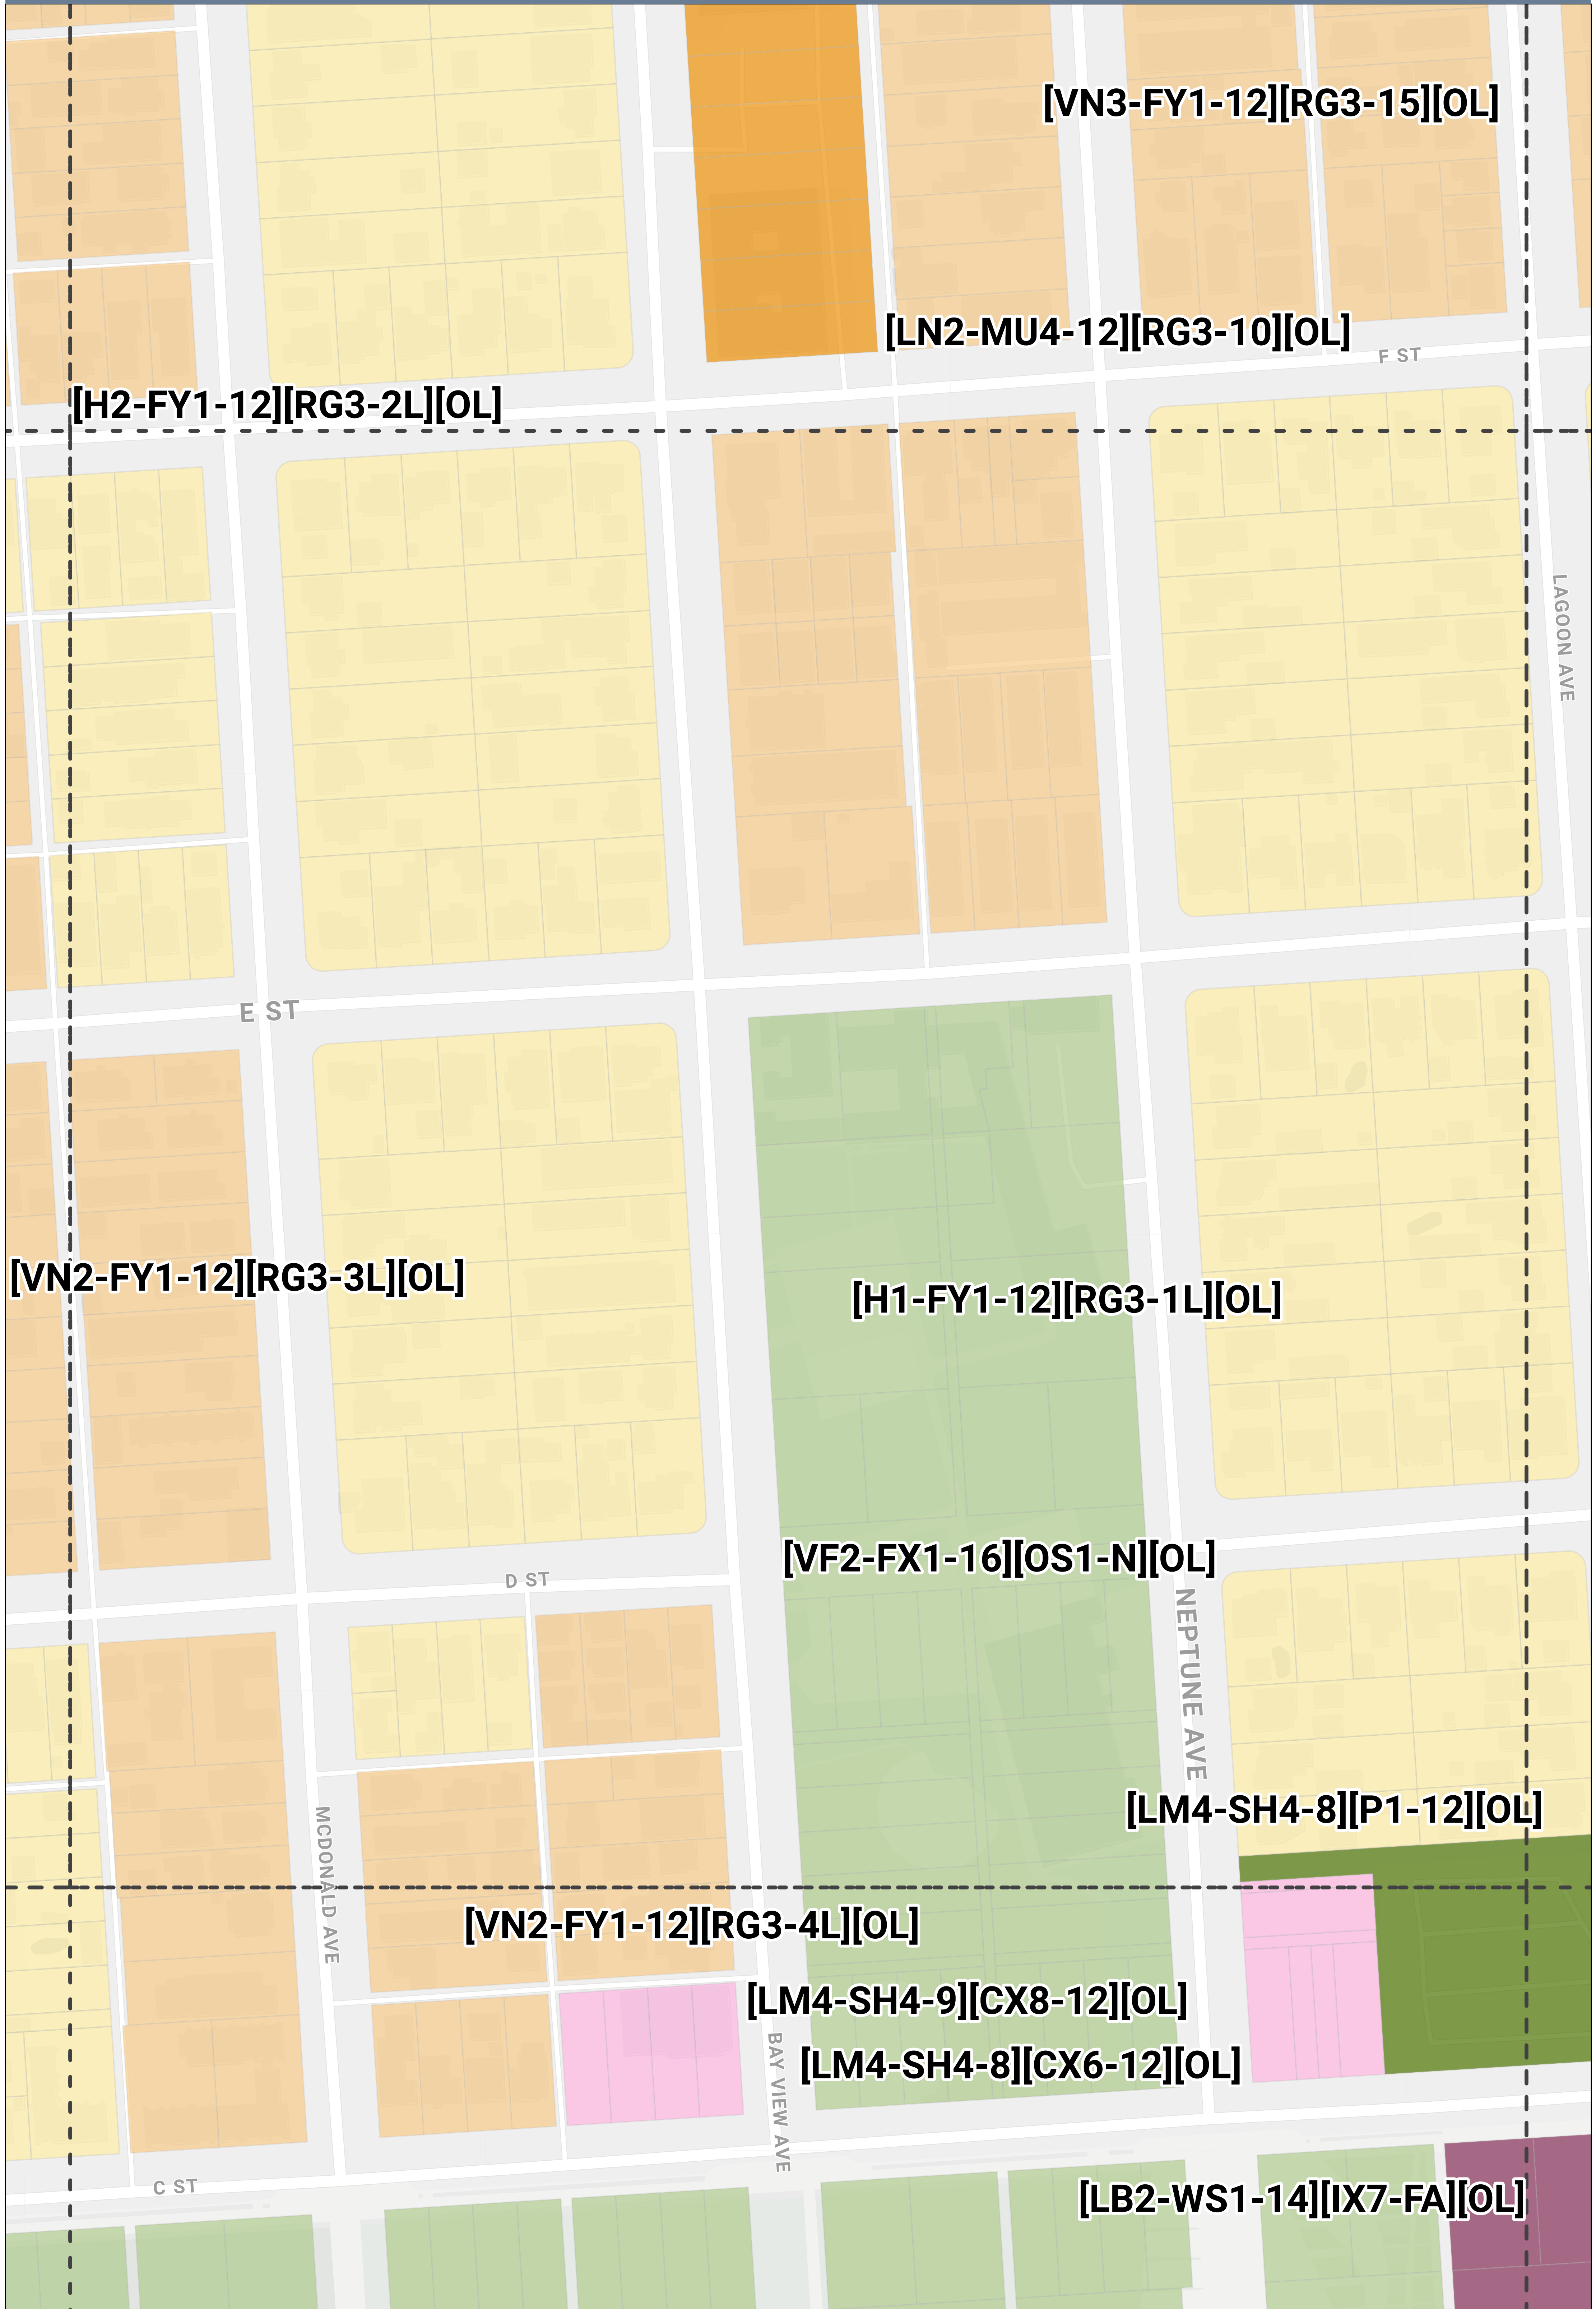 [VN3-FY1-12][RG3-15][OL]
[LN2-MU4-12][RG3-10][OL]
F ST
[H2-FY1-12][RG3-2L][OL]
LAGOON AVE
E ST
[VN2-FY1-12][RG3-3L][OL]
[H1-FY1-12][RG3-1L][OL]
[VF2-FX1-16][OS1-N][OL]
D ST
NEPTUNE AVE
[LM4-SH4-8][P1-12][OL]
MCDONALD AVE
[VN2-FY1-12][RG3-4L][OL]
[LM4-SH4-9][CX8-12][OL]
[LM4-SH4-8][CX6-12][OL]
BAY VIEW AVE
C ST
[LB2-WS1-14][IX7-FA][OL]